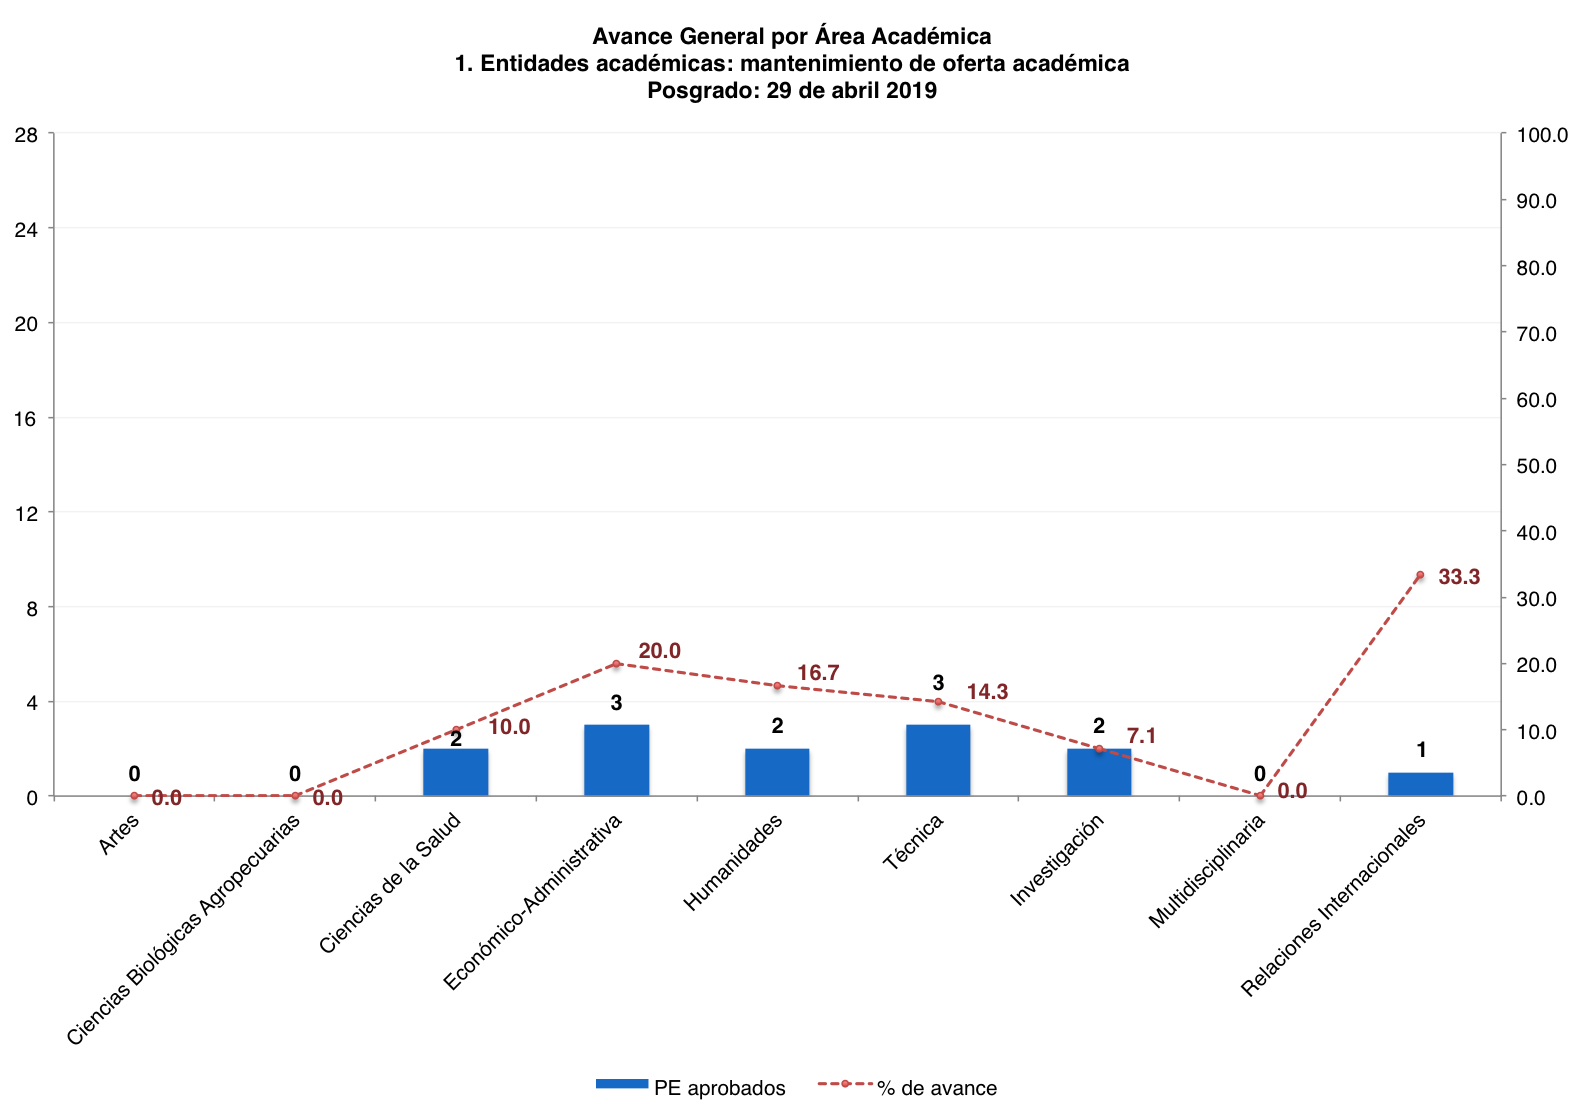 Avance General por Área Académica
1. Entidades académicas: mantenimiento de oferta académica
Posgrado: 29 de abril 2019
28
24
20
16
12
8
4
0
100.0
90.0
80.0
70.0
60.0
50.0
40.0
30.0
20.0
10.0
0.0
0
0
2
3
2
3
2
0
1
0.0
0.0
10.0
20.0
16.7
14.3
7.1
0.0
33.3
Artes
Ciencias Biológicas Agropecuarias
Ciencias de la Salud
Económico-Administrativa
Humanidades
Técnica
Investigación
Multidisciplinaria
Relaciones Internacionales
PE aprobados
% de avance